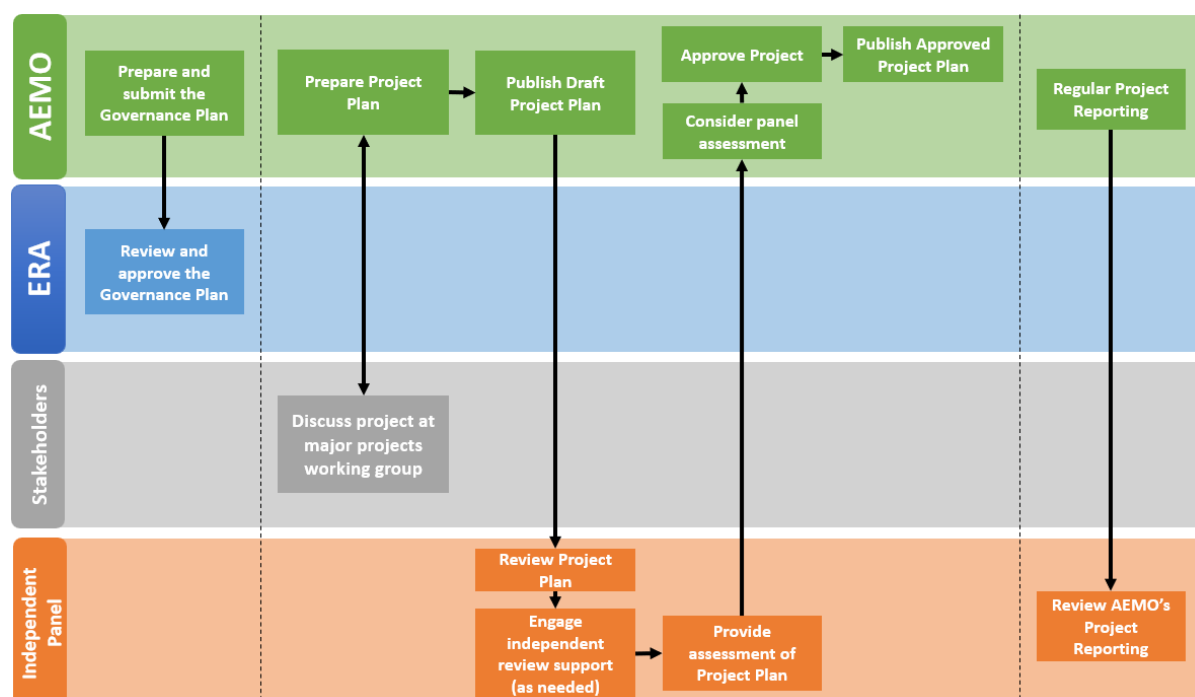 AEMO
Prepare and
submit the
Governance Plan
Prepare Project
Plan
Publish Draft
Project Plan
Approve Project
Publish Approved
Project Plan
Consider panel
assessment
Regular Project
Reporting
ERA
Review and
approve the
Governance Plan
Stakeholders
Discuss project at
major projects
working group
Independent
Panel
Review Project
Plan
Engage
independent
review support
(as needed)
Provide
assessment of
Project Plan
Review AEMO's
Project
Reporting